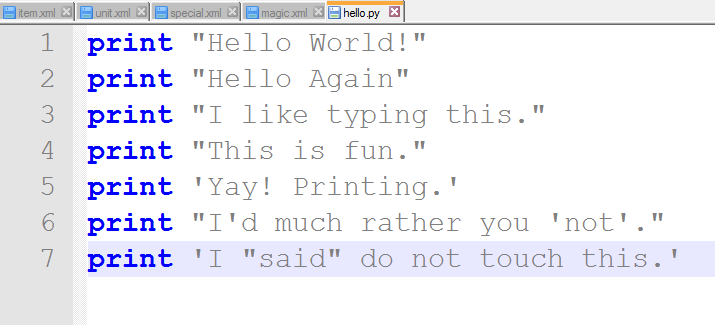 item.xml unit.xml special.xml magic.xml hello.py
1 print "Hello World!"
2 print "Hello Again"
3 print "I like typing this."
4 print "This is fun."
5 print 'Yay! Printing.'
6 print "I'd much rather you 'not'."
7 print 'I "said" do not touch this.'